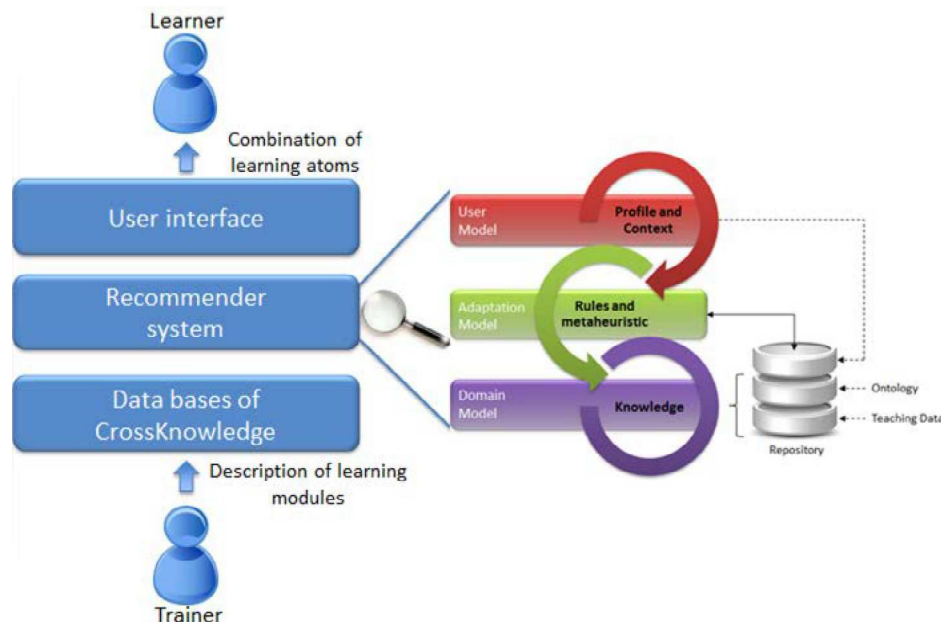 Learner
Combination of
learning atoms
User interface
Recommender
system
Data bases of
CrossKnowledge
Description of learning
modules
Trainer
User
Model
Profile and
Context
Adaptation
Model
Rules and
metaheuristic
Domain
Model
Knowledge
Ontology
Teaching Data
Repository